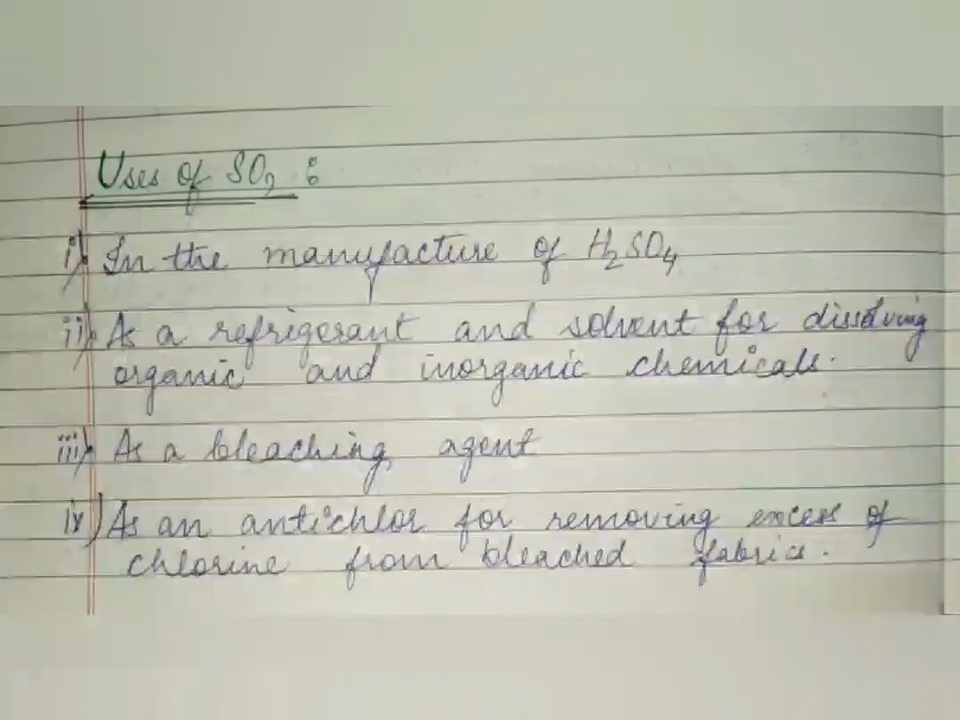 Uses of SO₂ :
i) In the manufacture of H₂SO₄
ii) As a refrigerant and solvent for dissolving
organic and inorganic chemicals.
iii) As a bleaching agent
iv) As an antichlor for removing excess of
chlorine from bleached fabrics.